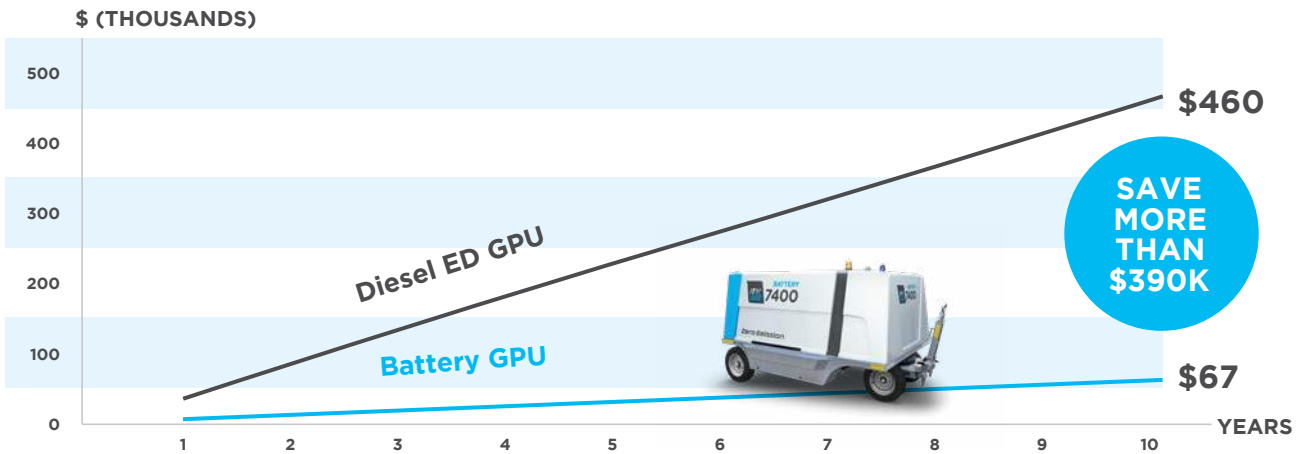 $ (THOUSANDS)
500
400
300
200
100
0
Diesel ED GPU
Battery GPU
BATTERY
7400
Zero Emission
7400
$460
SAVE
MORE
THAN
$390K
$67
1 2 3 4 5 6 7 8 9 10
YEARS